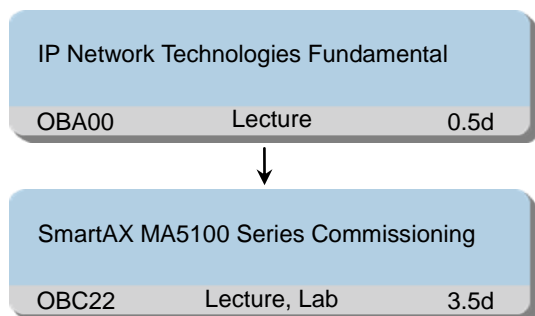 IP Network Technologies Fundamental
OBA00 Lecture 0.5d
SmartAX MA5100 Series Commissioning
OBC22 Lecture, Lab 3.5d